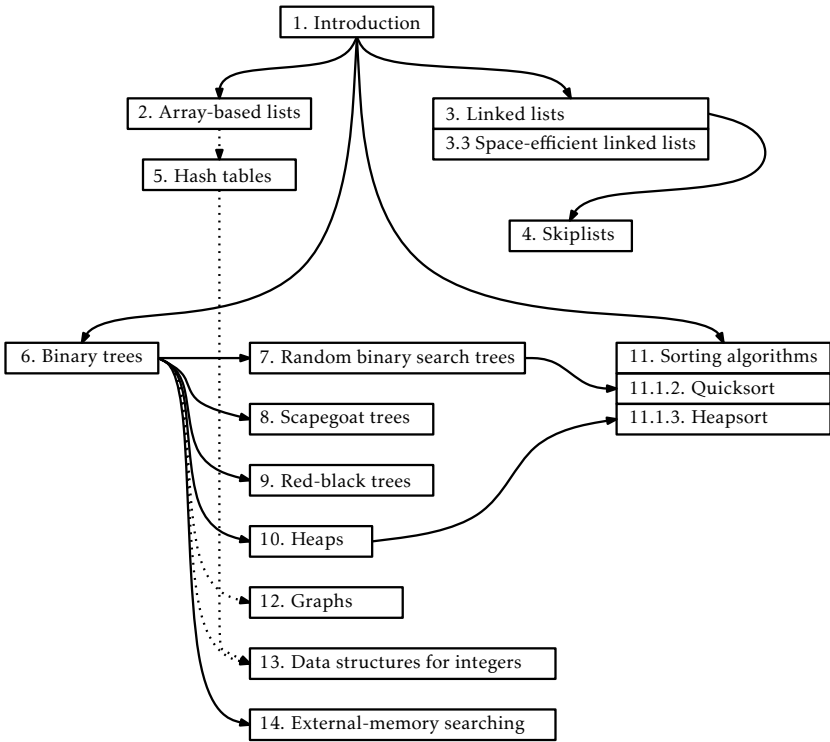 1. Introduction
2. Array-based lists
3. Linked lists
3.3 Space-efficient linked lists
5. Hash tables
4. Skiplists
6. Binary trees
7. Random binary search trees
11. Sorting algorithms
11.1.2. Quicksort
8. Scapegoat trees
11.1.3. Heapsort
9. Red-black trees
10. Heaps
12. Graphs
13. Data structures for integers
14. External-memory searching